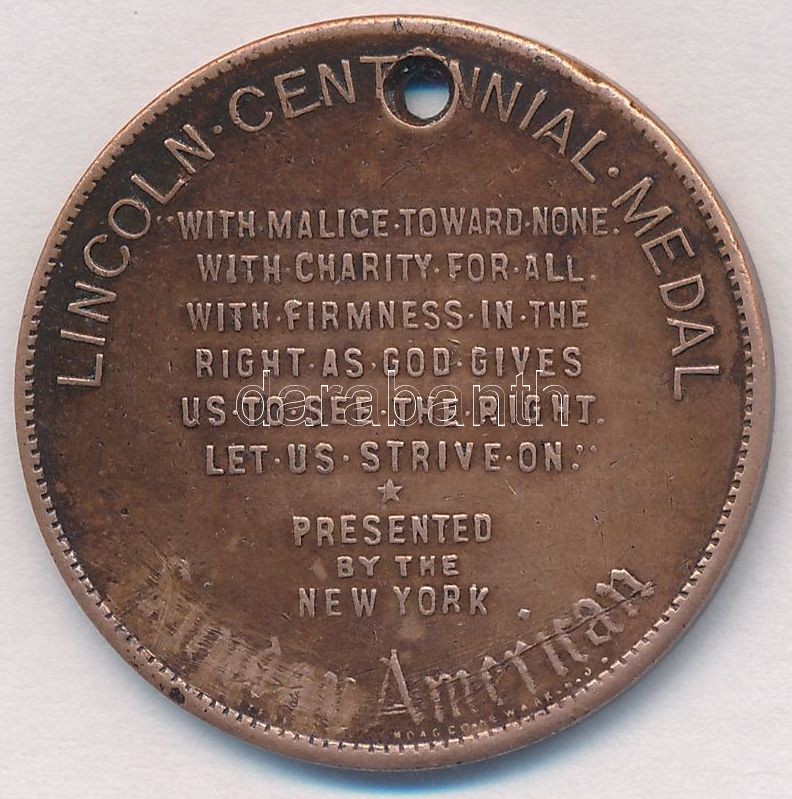 LINCOLN·CENTENNIAL·MEDAL
"WITH·MALICE·TOWARD·NONE.
WITH·CHARITY·FOR·ALL.
WITH·FIRMNESS·IN·THE
RIGHT·AS·GOD·GIVES
darabanth
US·TO·SEE·THE·RIGHT.
LET·US·STRIVE·ON."
PRESENTED
BY THE
NEW YORK
Sunday American